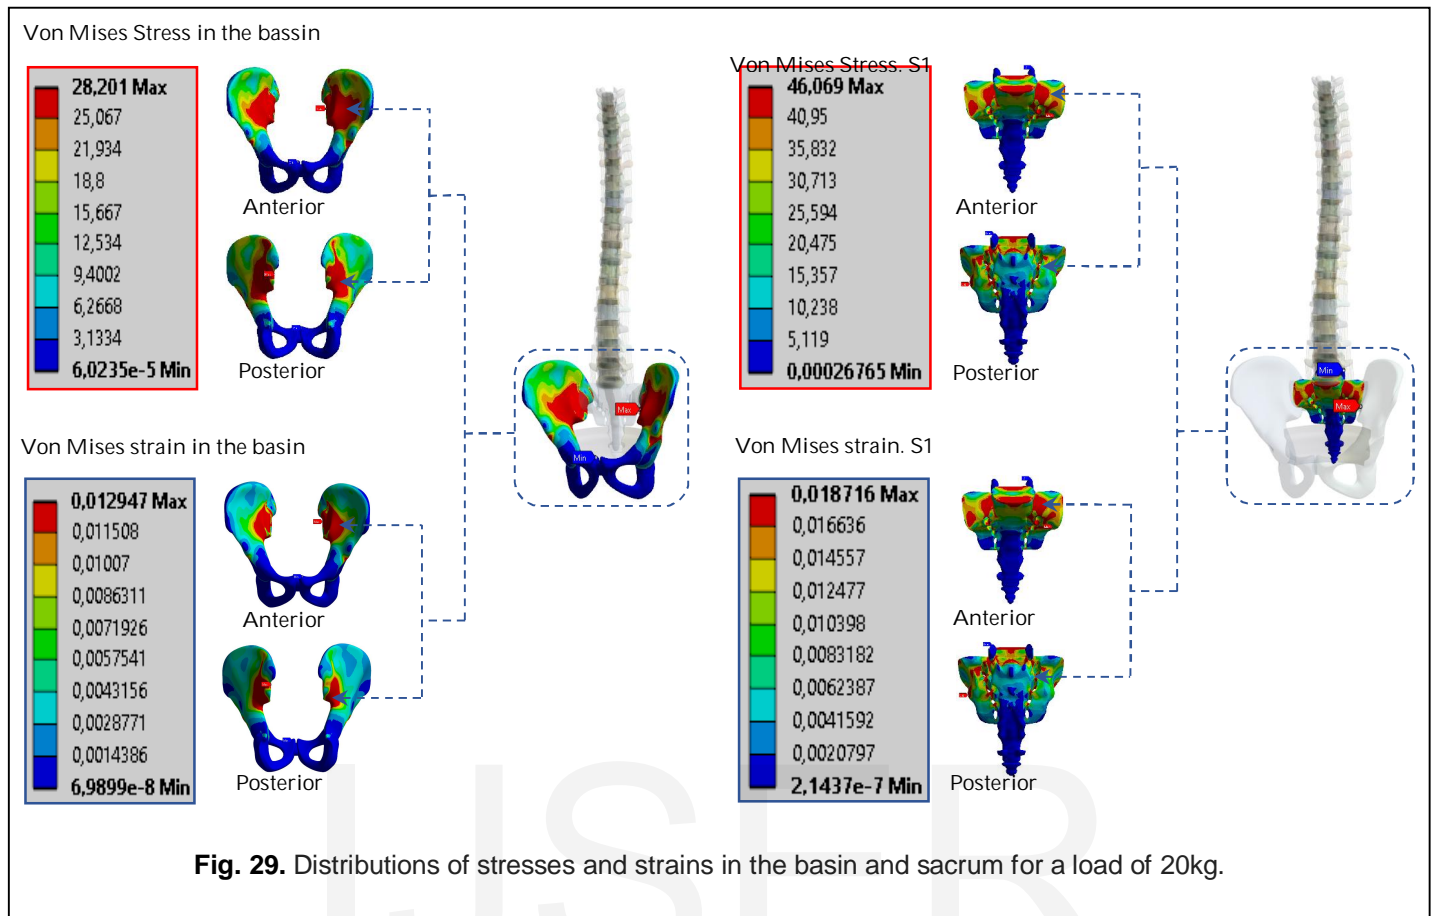 Von Mises Stress in the bassin
28,201 Max
25,067
21,934
18,8
15,667
12,534
9,4002
6,2668
3,1334
6,0235e-5 Min
Anterior
Posterior
Von Mises strain in the basin
0,012947 Max
0,011508
0,01007
0,0086311
0,0071926
0,0057541
0,0043156
0,0028771
0,0014386
6,9899e-8 Min
Anterior
Posterior
Max
Min
Von Mises Stress. S1
46,069 Max
40,95
35,832
30,713
25,594
20,475
15,357
10,238
5,119
0,00026765 Min
Anterior
Posterior
Von Mises strain. S1
0,018716 Max
0,016636
0,014557
0,012477
0,010398
0,0083182
0,0062387
0,0041592
0,0020797
2,1437e-7 Min
Anterior
Posterior
Min
Max
Fig. 29. Distributions of stresses and strains in the basin and sacrum for a load of 20kg.